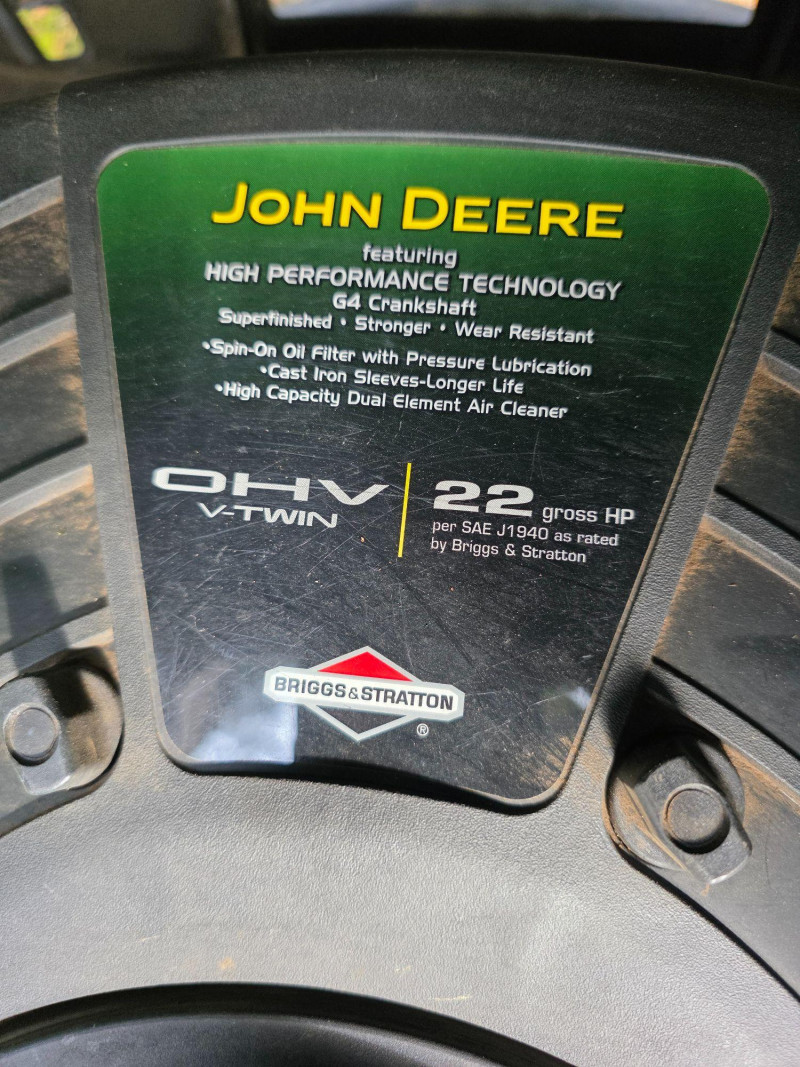 JOHN DEERE
featuring
HIGH PERFORMANCE TECHNOLOGY
G4 Crankshaft
Superfinished • Stronger • Wear Resistant
•Spin-On Oil Filter with Pressure Lubrication
•Cast Iron Sleeves-Longer Life
•High Capacity Dual Element Air Cleaner
OHV
V-TWIN
22 gross HP
per SAE J1940 as rated
by Briggs & Stratton
BRIGGS&STRATTON
®